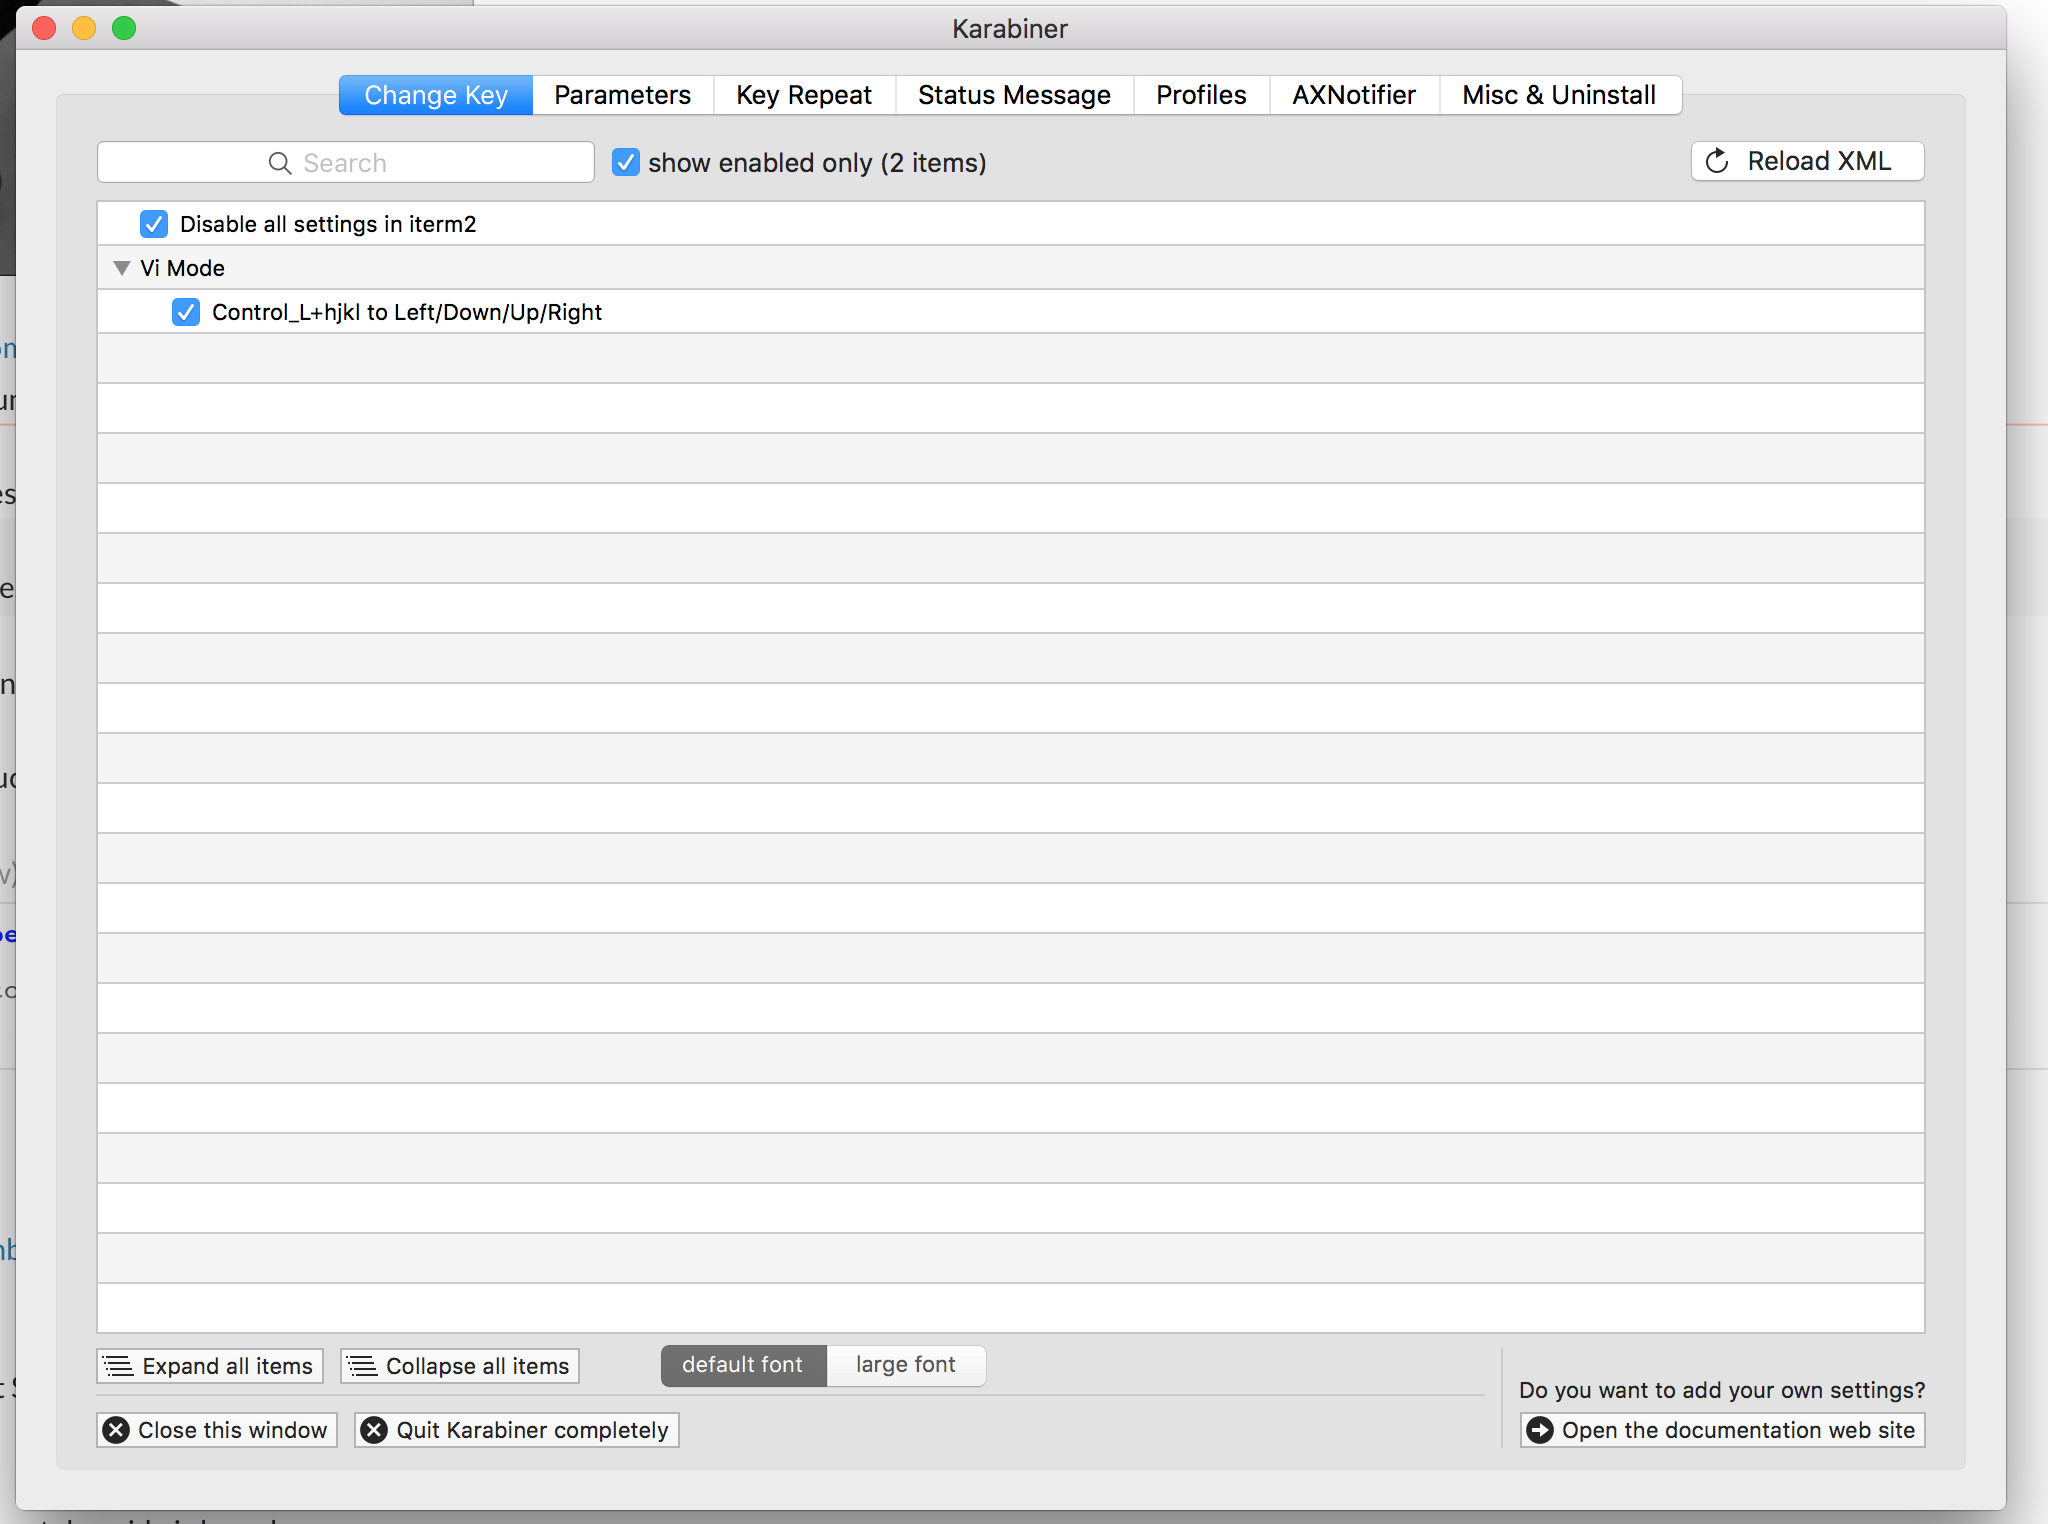 Karabiner
Change Key Parameters Key Repeat Status Message Profiles AXNotifier Misc & Uninstall
Search show enabled only (2 items) Reload XML
Disable all settings in iterm2
Vi Mode
Control_L+hjkl to Left/Down/Up/Right
Expand all items Collapse all items default font large font
Do you want to add your own settings?
Close this window Quit Karabiner completely Open the documentation web site